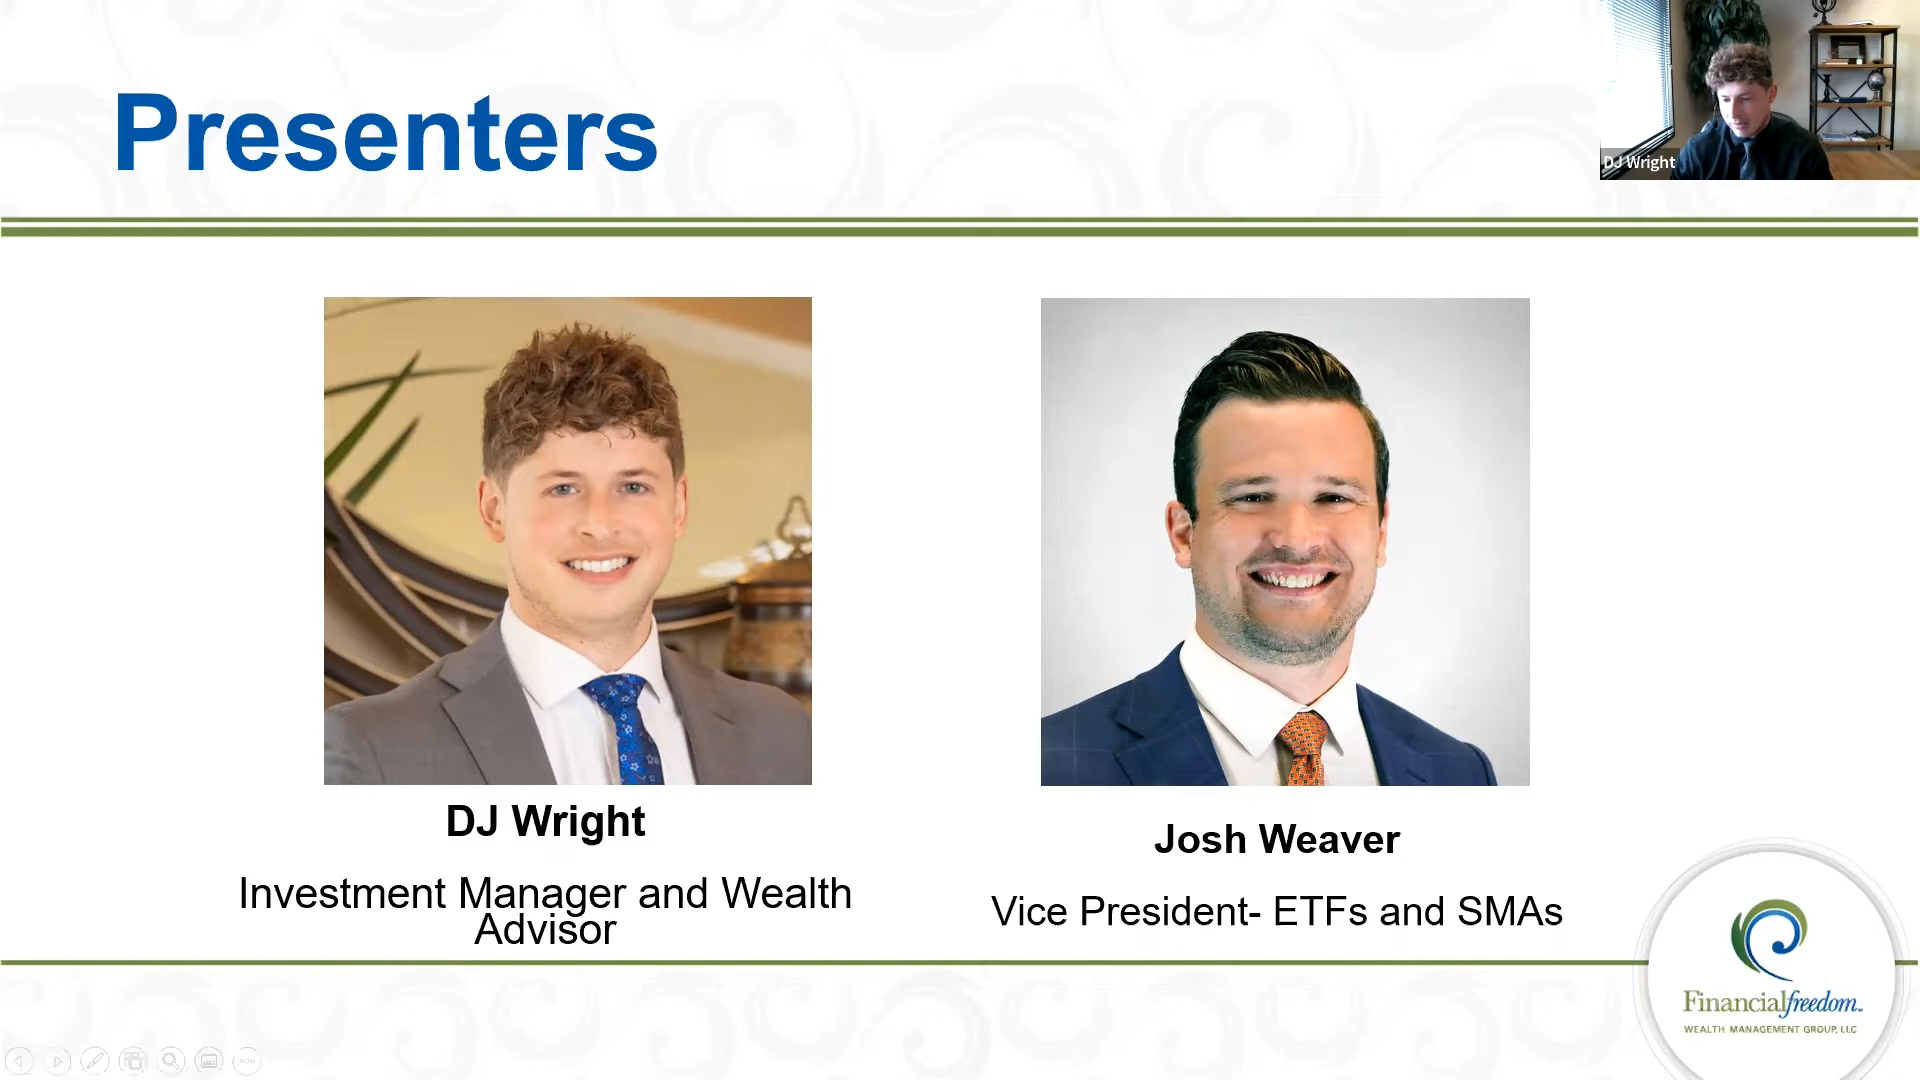 Presenters
DJ Wright
DJ Wright
Investment Manager and Wealth
Advisor
Josh Weaver
Vice President- ETFs and SMAs
Financialfreedom
WEALTH MANAGEMENT GROUP, LLC